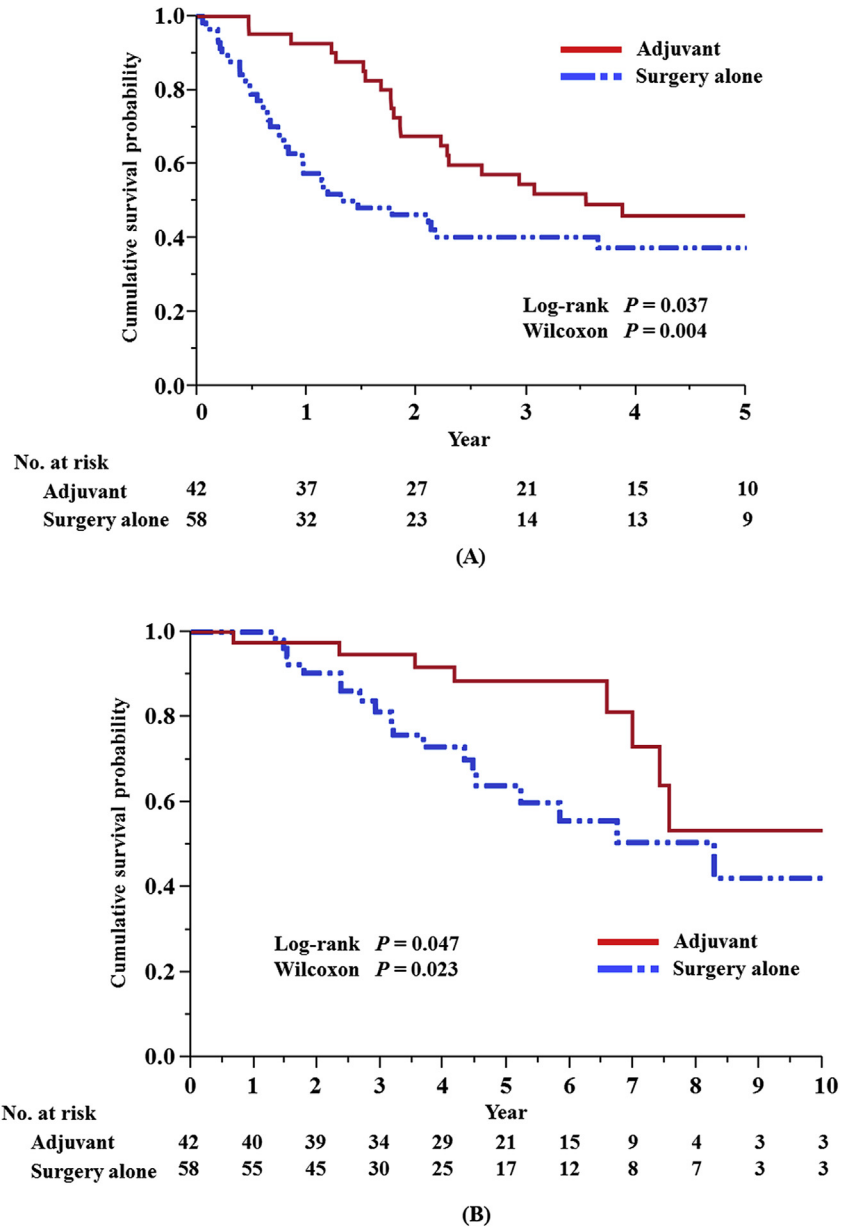 1.0
Adjuvant
Surgery alone
0.8
0.6
0.4
0.2
0.0
Cumulative survival probability
Log-rank P = 0.037
Wilcoxon P = 0.004
0 1 2 3 4 5
Year
No. at risk
Adjuvant 42 37 27 21 15 10
Surgery alone 58 32 23 14 13 9
(A)
1.0
0.8
0.6
0.4
0.2
0.0
Cumulative survival probability
Log-rank P = 0.047
Wilcoxon P = 0.023
Adjuvant
Surgery alone
0 1 2 3 4 5 6 7 8 9 10
Year
No. at risk
Adjuvant 42 40 39 34 29 21 15 9 4 3 3
Surgery alone 58 55 45 30 25 17 12 8 7 3 3
(B)